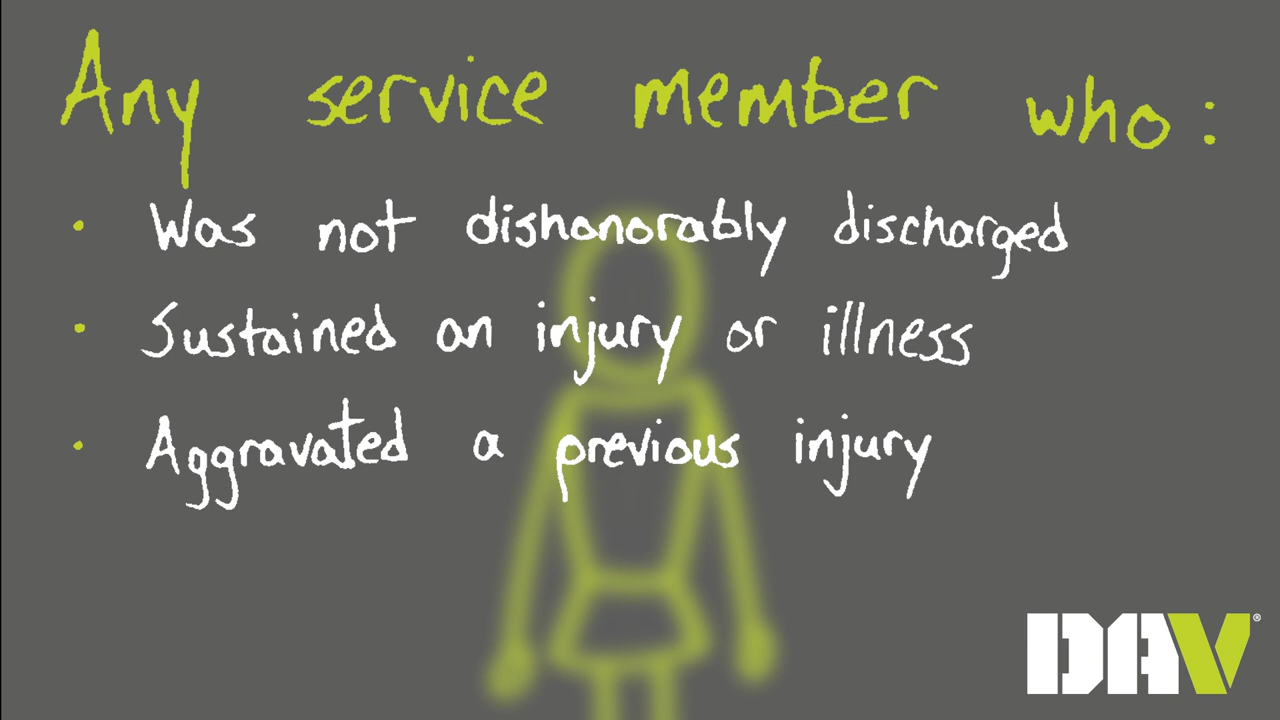 Any service member who:
• Was not dishonorably discharged
• Sustained an injury or illness
• Aggravated a previous injury
DAV®